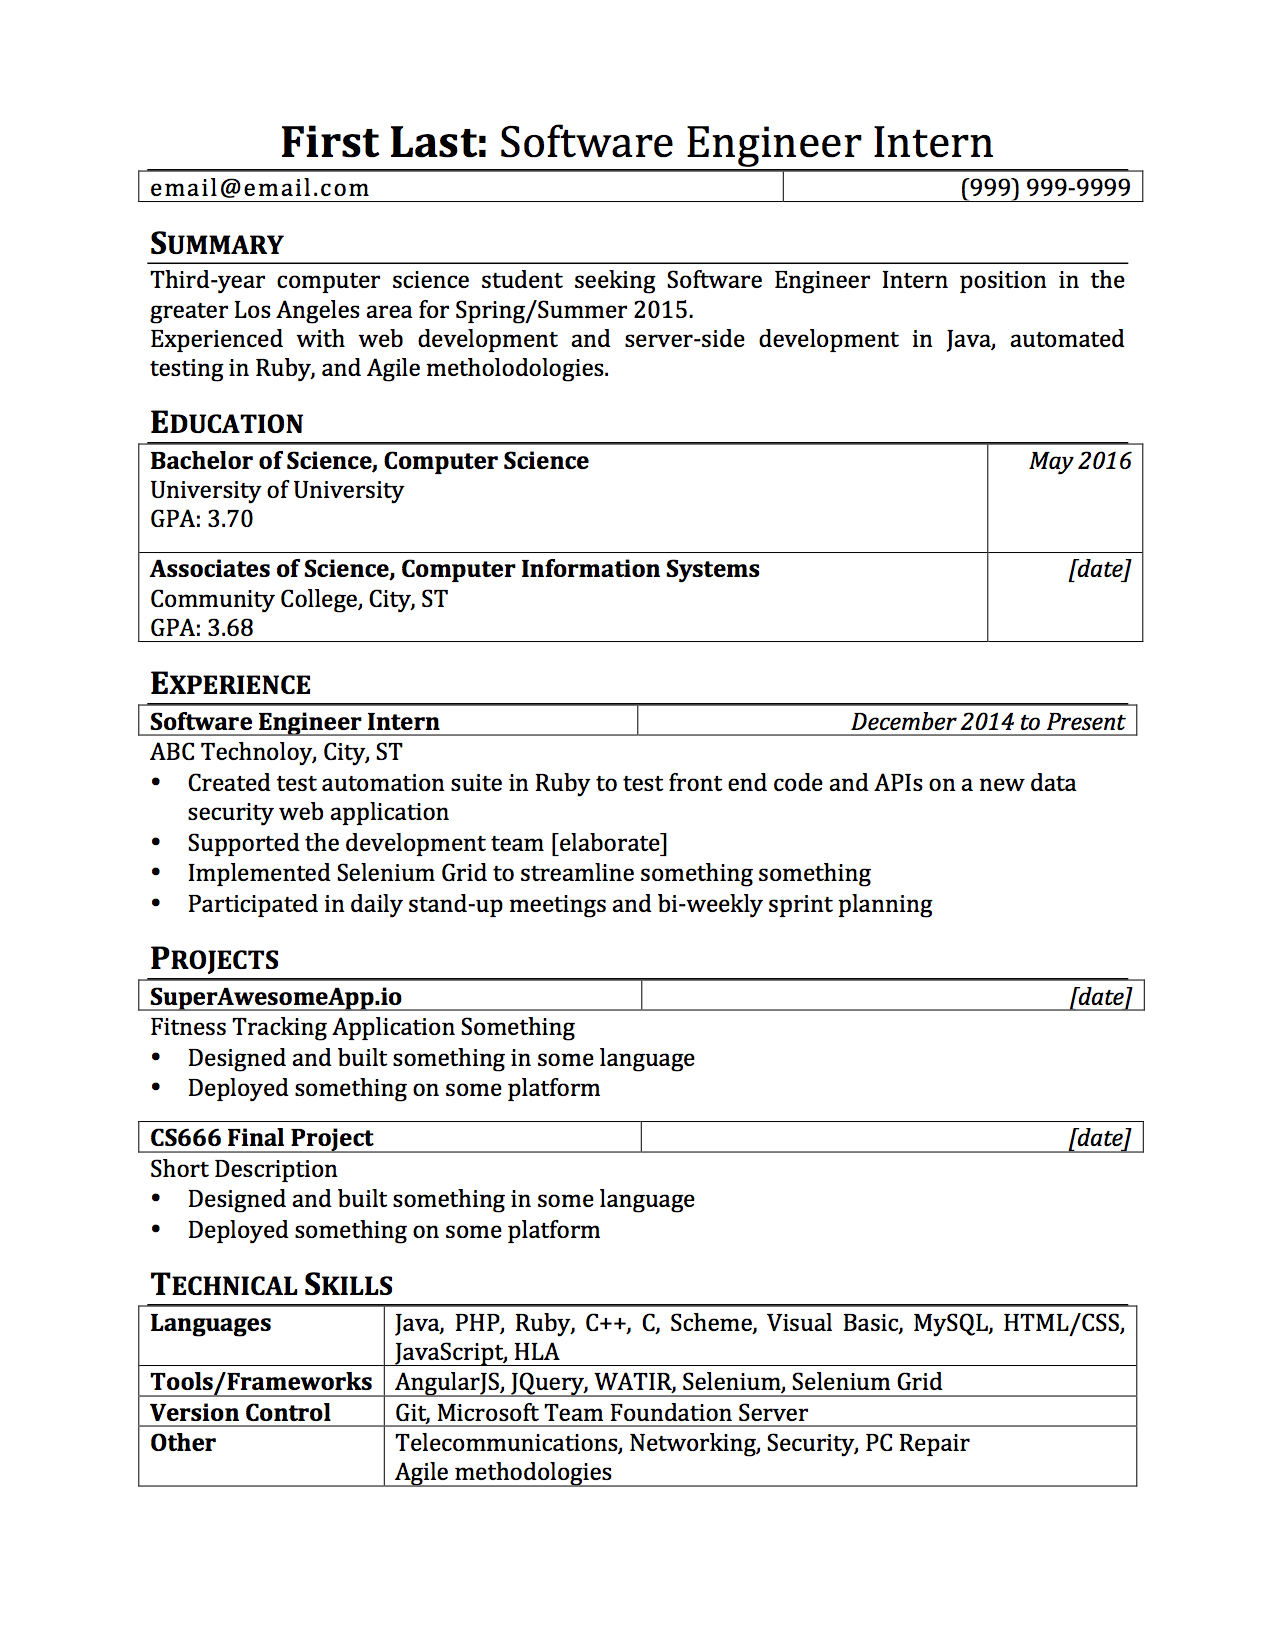 First Last: Software Engineer Intern
email@email.com (999) 999-9999
SUMMARY
Third-year computer science student seeking Software Engineer Intern position in the
greater Los Angeles area for Spring/Summer 2015.
Experienced with web development and server-side development in Java, automated
testing in Ruby, and Agile metholodologies.
EDUCATION
Bachelor of Science, Computer Science May 2016
University of University
GPA: 3.70
Associates of Science, Computer Information Systems [date]
Community College, City, ST
GPA: 3.68
EXPERIENCE
Software Engineer Intern December 2014 to Present
ABC Technoloy, City, ST
• Created test automation suite in Ruby to test front end code and APIs on a new data
security web application
• Supported the development team [elaborate]
• Implemented Selenium Grid to streamline something something
• Participated in daily stand-up meetings and bi-weekly sprint planning
PROJECTS
SuperAwesomeApp.io [date]
Fitness Tracking Application Something
• Designed and built something in some language
• Deployed something on some platform
CS666 Final Project [date]
Short Description
• Designed and built something in some language
• Deployed something on some platform
TECHNICAL SKILLS
Languages Java, PHP, Ruby, C++, C, Scheme, Visual Basic, MySQL, HTML/CSS,
JavaScript, HLA
Tools/Frameworks AngularJS, JQuery, WATIR, Selenium, Selenium Grid
Version Control Git, Microsoft Team Foundation Server
Other Telecommunications, Networking, Security, PC Repair
Agile methodologies